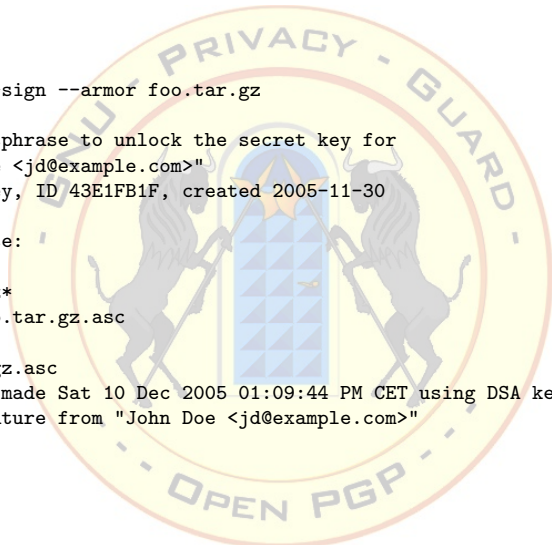 GNU - PRIVACY - GUARD -
sign --armor foo.tar.gz
phrase to unlock the secret key for
<jd@example.com>"
y, ID 43E1FB1F, created 2005-11-30
e:
*
.tar.gz.asc
gz.asc
made Sat 10 Dec 2005 01:09:44 PM CET using DSA ke
ture from "John Doe <jd@example.com>"
- - OPEN PGP - -